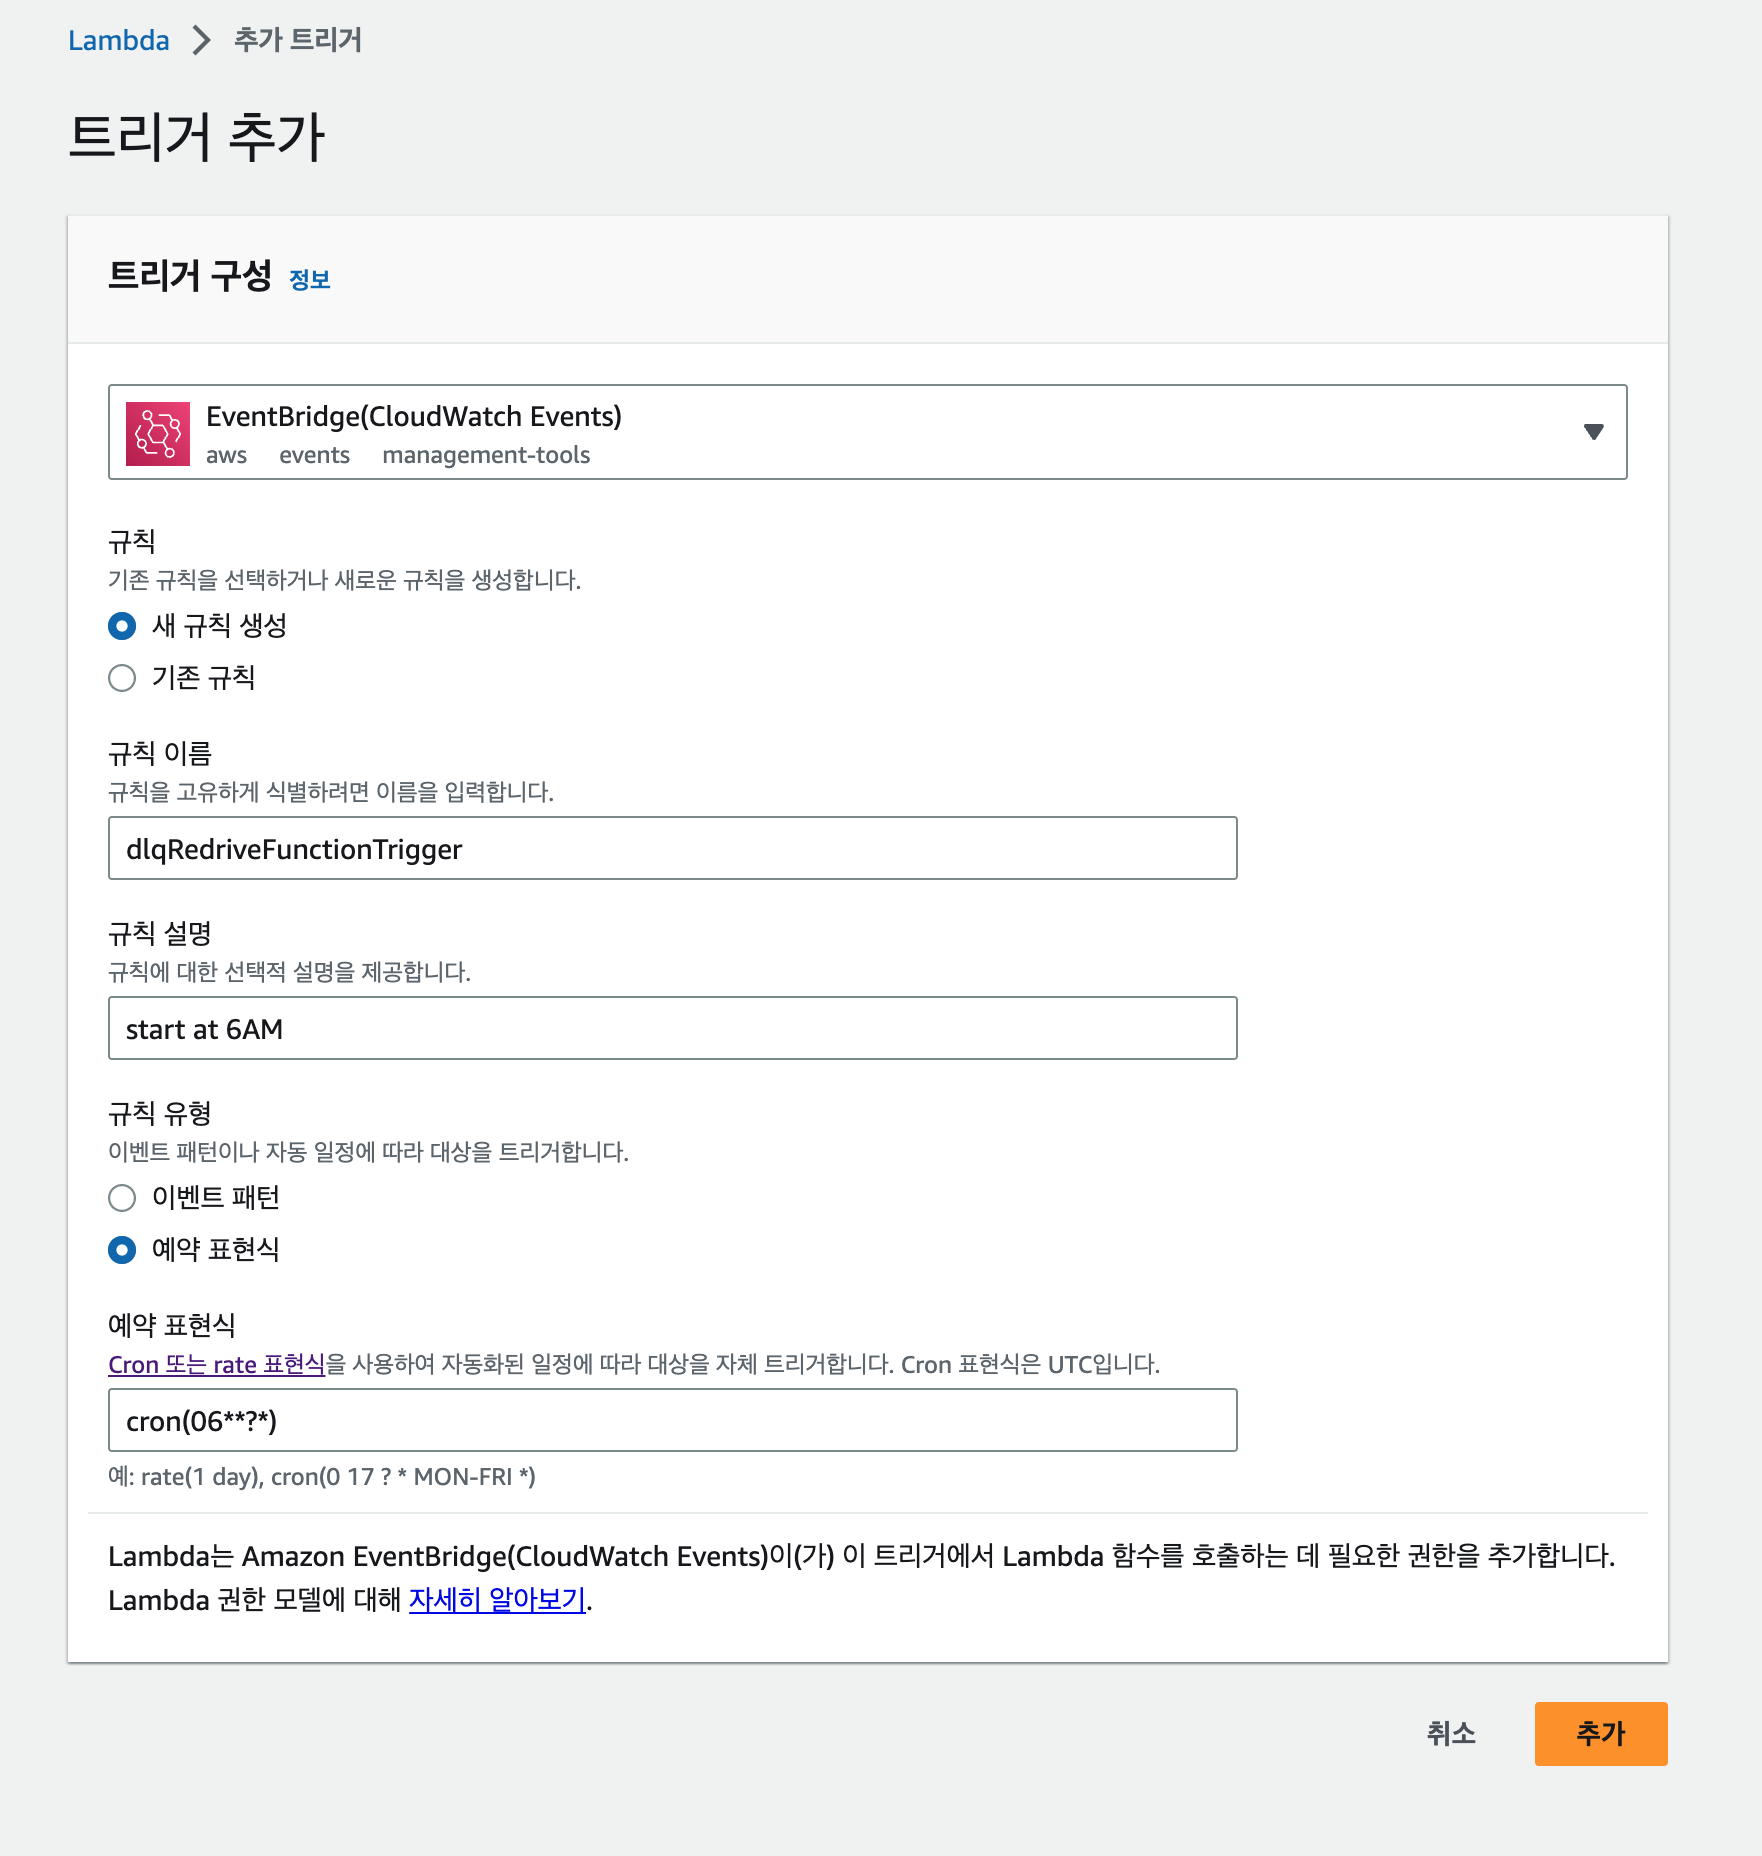 Lambda > 추가 트리거
트리거 추가
트리거 구성 정보
EventBridge(CloudWatch Events)
aws events management-tools
규칙
기존 규칙을 선택하거나 새로운 규칙을 생성합니다.
새 규칙 생성
기존 규칙
규칙 이름
규칙을 고유하게 식별하려면 이름을 입력합니다.
dlqRedriveFunctionTrigger
규칙 설명
규칙에 대한 선택적 설명을 제공합니다.
start at 6AM
규칙 유형
이벤트 패턴이나 자동 일정에 따라 대상을 트리거합니다.
이벤트 패턴
예약 표현식
예약 표현식
Cron 또는 rate 표현식을 사용하여 자동화된 일정에 따라 대상을 자체 트리거합니다. Cron 표현식은 UTC입니다.
cron(06**?*)
예: rate(1 day), cron(0 17 ? * MON-FRI *)
Lambda는 Amazon EventBridge(CloudWatch Events)이(가) 이 트리거에서 Lambda 함수를 호출하는 데 필요한 권한을 추가합니다.
Lambda 권한 모델에 대해 자세히 알아보기.
취소 추가